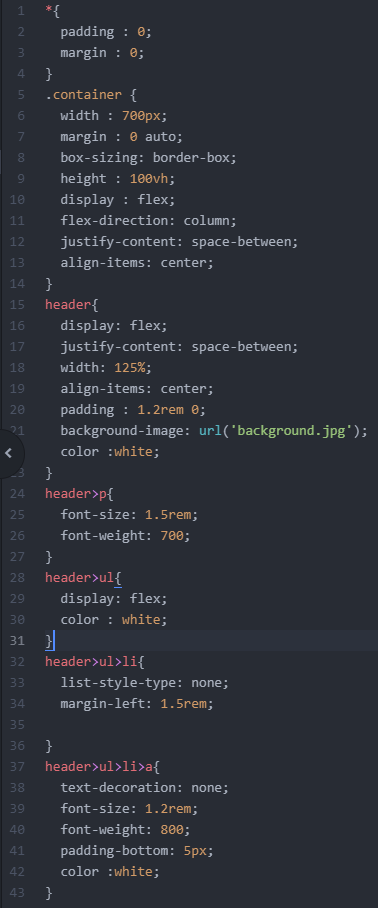 1 *{
2   padding : 0;
3   margin : 0;
4 }
5 .container {
6   width : 700px;
7   margin : 0 auto;
8   box-sizing: border-box;
9   height : 100vh;
10   display : flex;
11   flex-direction: column;
12   justify-content: space-between;
13   align-items: center;
14 }
15 header{
16   display: flex;
17   justify-content: space-between;
18   width: 125%;
19   align-items: center;
20   padding : 1.2rem 0;
21   background-image: url('background.jpg');
   color :white;
23 }
24 header>p{
25   font-size: 1.5rem;
26   font-weight: 700;
27 }
28 header>ul{
29   display: flex;
30   color : white;
31 }
32 header>ul>li{
33   list-style-type: none;
34   margin-left: 1.5rem;
35
36 }
37 header>ul>li>a{
38   text-decoration: none;
39   font-size: 1.2rem;
40   font-weight: 800;
41   padding-bottom: 5px;
42   color :white;
43 }